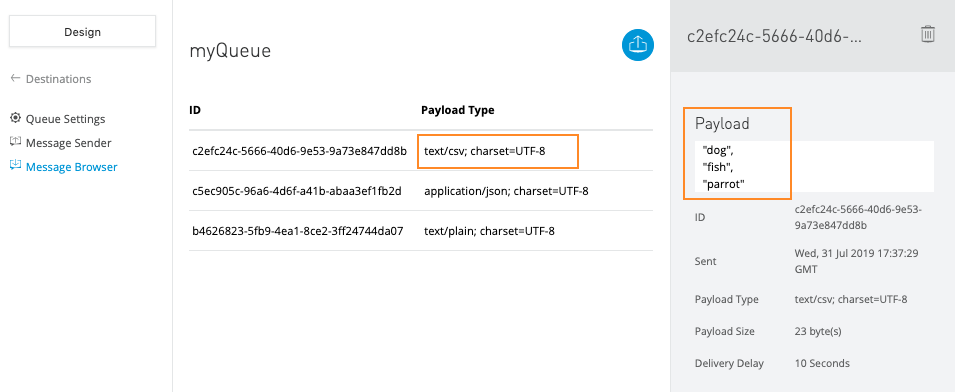 Design
← Destinations
Queue Settings
Message Sender
Message Browser
myQueue
ID Payload Type
c2efc24c-5666-40d6-9e53-9a73e847dd8b text/csv; charset=UTF-8
c5ec905c-96a6-4d6f-a41b-abaa3ef1fb2d application/json; charset=UTF-8
b4626823-5fb9-4ea1-8ce2-3ff24744da07 text/plain; charset=UTF-8
c2efc24c-5666-40d6-...
Payload
"dog",
"fish",
"parrot"
ID c2efc24c-5666-40d6-9e53-
9a73e847dd8b
Sent Wed, 31 Jul 2019 17:37:29
GMT
Payload Type text/csv; charset=UTF-8
Payload Size 23 byte(s)
Delivery Delay 10 Seconds